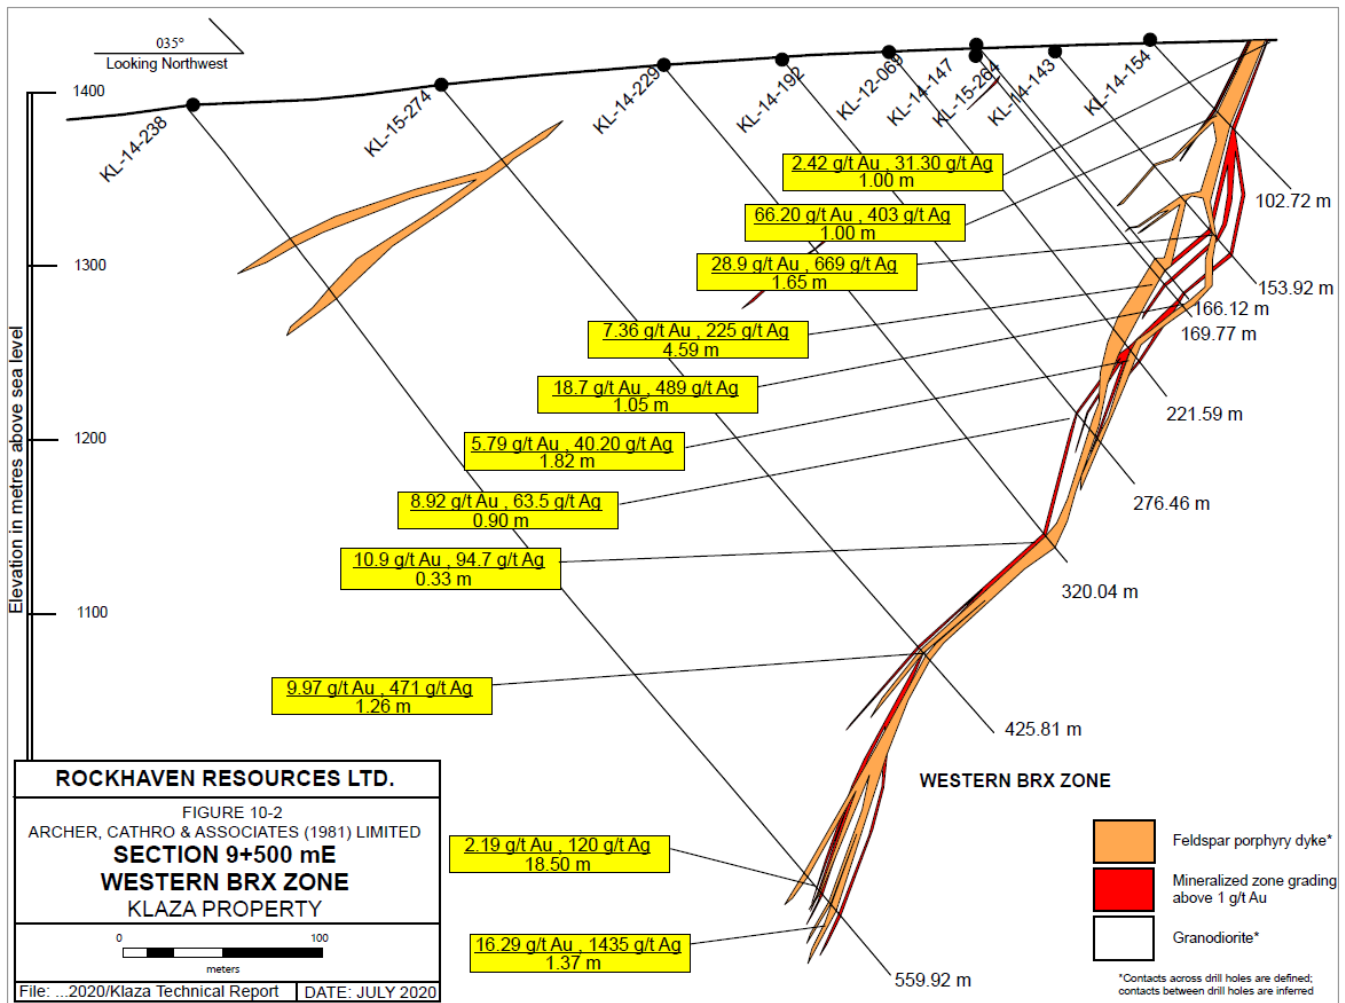 035°
Looking Northwest
Elevation in metres above sea level
1400
1300
1200
1100
KL-14-238
KL-15-274
KL-14-229
KL-14-192
KL-12-069
KL-14-147
KL-15-264
KL-14-143
KL-14-154
2.42 g/t Au , 31.30 g/t Ag
1.00 m
66.20 g/t Au , 403 g/t Ag
1.00 m
28.9 g/t Au , 669 g/t Ag
1.65 m
7.36 g/t Au , 225 g/t Ag
4.59 m
18.7 g/t Au , 489 g/t Ag
1.05 m
5.79 g/t Au , 40.20 g/t Ag
1.82 m
8.92 g/t Au , 63.5 g/t Ag
0.90 m
10.9 g/t Au , 94.7 g/t Ag
0.33 m
9.97 g/t Au , 471 g/t Ag
1.26 m
2.19 g/t Au , 120 g/t Ag
18.50 m
16.29 g/t Au , 1435 g/t Ag
1.37 m
102.72 m
153.92 m
166.12 m
169.77 m
221.59 m
276.46 m
320.04 m
425.81 m
559.92 m
WESTERN BRX ZONE
Feldspar porphyry dyke*
Mineralized zone grading
above 1 g/t Au
Granodiorite*
*Contacts across drill holes are defined;
contacts between drill holes are inferred
ROCKHAVEN RESOURCES LTD.
FIGURE 10-2
ARCHER, CATHRO & ASSOCIATES (1981) LIMITED
SECTION 9+500 mE
WESTERN BRX ZONE
KLAZA PROPERTY
0 100
meters
File: ...2020/Klaza Technical Report DATE: JULY 2020